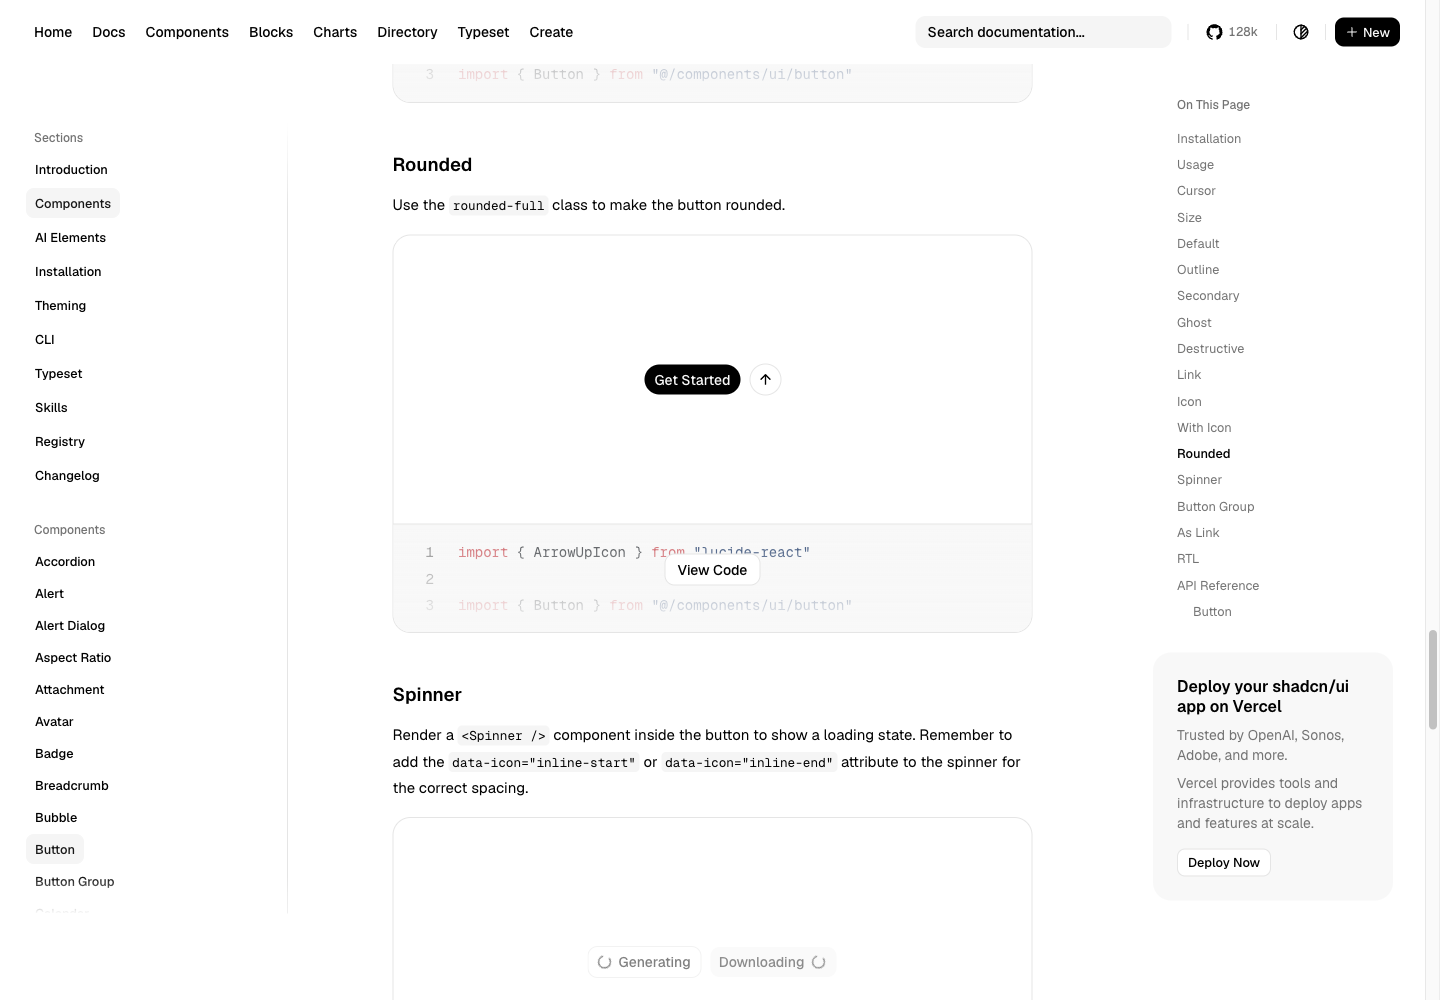 Home Docs Components Blocks Charts Directory Typeset Create
Search documentation...
128k
New
Sections
Introduction
Components
AI Elements
Installation
Theming
CLI
Typeset
Skills
Registry
Changelog
Components
Accordion
Alert
Alert Dialog
Aspect Ratio
Attachment
Avatar
Badge
Breadcrumb
Bubble
Button
Button Group
Calendar
3 import { Button } from "@/components/ui/button"
Rounded
Use the rounded-full class to make the button rounded.
Get Started
1 import { ArrowUpIcon } from "lucide-react"
2
View Code
3 import { Button } from "@/components/ui/button"
Spinner
Render a <Spinner /> component inside the button to show a loading state. Remember to
add the data-icon="inline-start" or data-icon="inline-end" attribute to the spinner for
the correct spacing.
Generating
Downloading
On This Page
Installation
Usage
Cursor
Size
Default
Outline
Secondary
Ghost
Destructive
Link
Icon
With Icon
Rounded
Spinner
Button Group
As Link
RTL
API Reference
Button
Deploy your shadcn/ui
app on Vercel
Trusted by OpenAI, Sonos,
Adobe, and more.
Vercel provides tools and
infrastructure to deploy apps
and features at scale.
Deploy Now